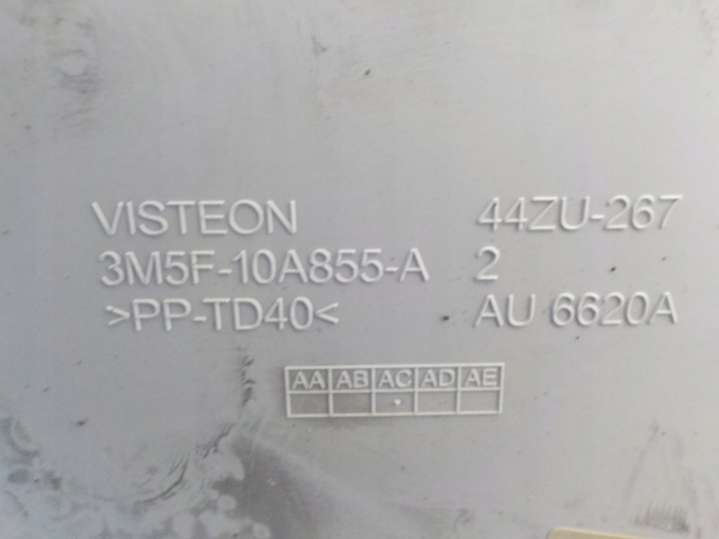 VISTEON 44ZU-267
3M5F-10A855-A 2
>PP-TD40< AU 6620A
AA AB AC AD AE